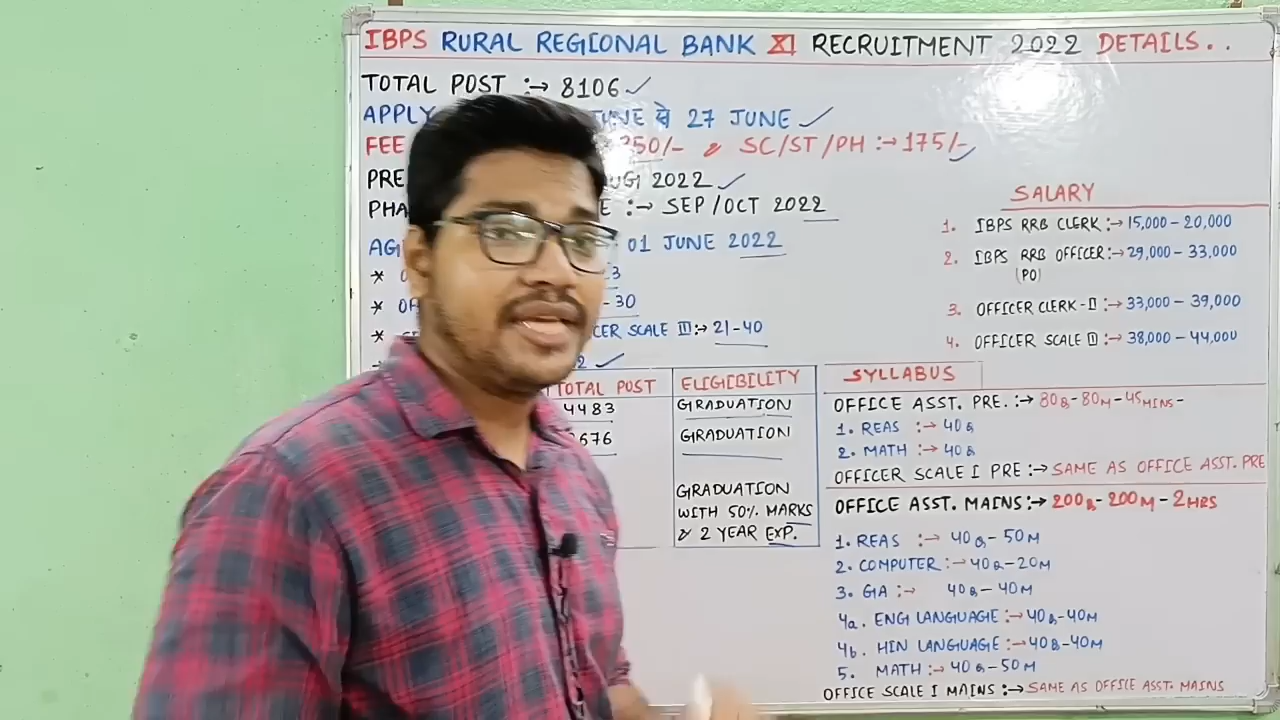 IBPS RURAL REGIONAL BANK XI RECRUITMENT 2022 DETAILS..
TOTAL POST :→ 8106 ✓
APPLY JUNE से 27 JUNE ✓
FEE 850/- & SC/ST/PH :→ 175/-
PRE 2022 ✓
PHA E :→ SEP/OCT 2022
01 JUNE 2022
* O 3
* OF - 30
* CER SCALE III :→ 21-40
2 ✓
SALARY
1. IBPS RRB CLERK :→ 15,000 - 20,000
2. IBPS RRB OFFICER :→ 29,000 - 33,000
(PO)
3. OFFICER CLERK - II :→ 33,000 - 39,000
4. OFFICER SCALE III :→ 38,000 - 44,000
TOTAL POST ELIGIBILITY
4483 GRADUATION
676 GRADUATION
GRADUATION
WITH 50% MARKS
& 2 YEAR EXP.
SYLLABUS
OFFICE ASST. PRE. :→ 80Q - 80M - 45MINS -
1. REAS :→ 40Q
2. MATH :→ 40Q
OFFICER SCALE I PRE :→ SAME AS OFFICE ASST. PRE
OFFICE ASST. MAINS :→ 200Q - 200M - 2HRS
1. REAS :→ 40Q - 50M
2. COMPUTER :→ 40Q - 20M
3. GA :→ 40Q - 40M
4a. ENG LANGUAGE :→ 40Q - 40M
4b. HIN LANGUAGE :→ 40Q - 40M
5. MATH :→ 40Q - 50M
OFFICE SCALE I MAINS :→ SAME AS OFFICE ASST. MAINS